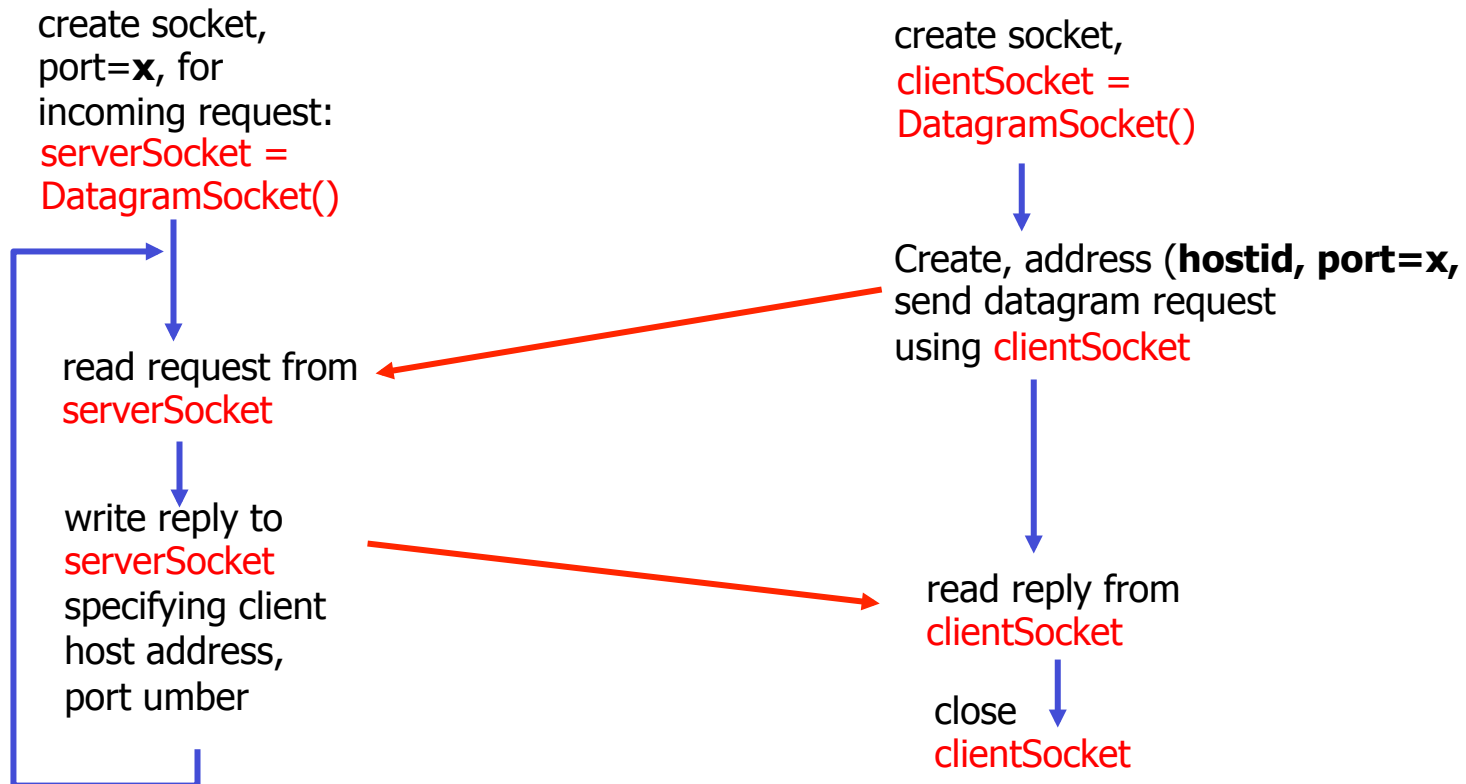 create socket,
port=x, for
incoming request:
serverSocket =
DatagramSocket()
read request from
serverSocket
write reply to
serverSocket
specifying client
host address,
port umber
create socket,
clientSocket =
DatagramSocket()
Create, address (hostid, port=x,
send datagram request
using clientSocket
read reply from
clientSocket
close
clientSocket